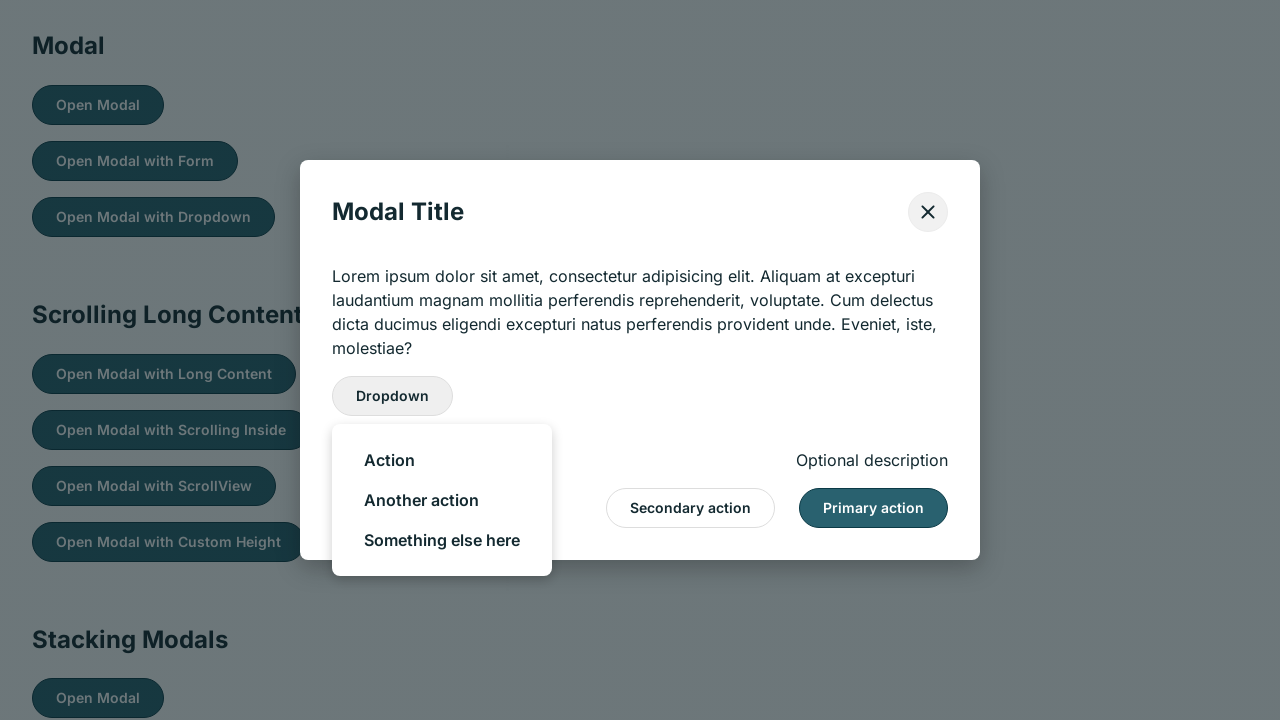 Modal
Open Modal
Open Modal with Form
Open Modal with Dropdown
Scrolling Long Content
Open Modal with Long Content
Open Modal with Scrolling Inside
Open Modal with ScrollView
Open Modal with Custom Height
Stacking Modals
Open Modal
Modal Title
Lorem ipsum dolor sit amet, consectetur adipisicing elit. Aliquam at excepturi
laudantium magnam mollitia perferendis reprehenderit, voluptate. Cum delectus
dicta ducimus eligendi excepturi natus perferendis provident unde. Eveniet, iste,
molestiae?
Dropdown
Action
Another action
Something else here
Optional description
Secondary action
Primary action